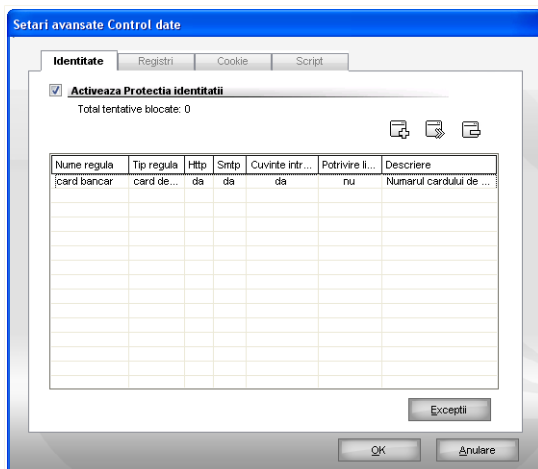 Setari avansate Control date
Identitate Registri Cookie Script
Activeaza Protectia identitatii
Total tentative blocate: 0
Nume regula Tip regula Http Smtp Cuvinte intr... Potrivire li... Descriere
card bancar card de... da da da nu Numarul cardului de ...
Exceptii
OK Anulare